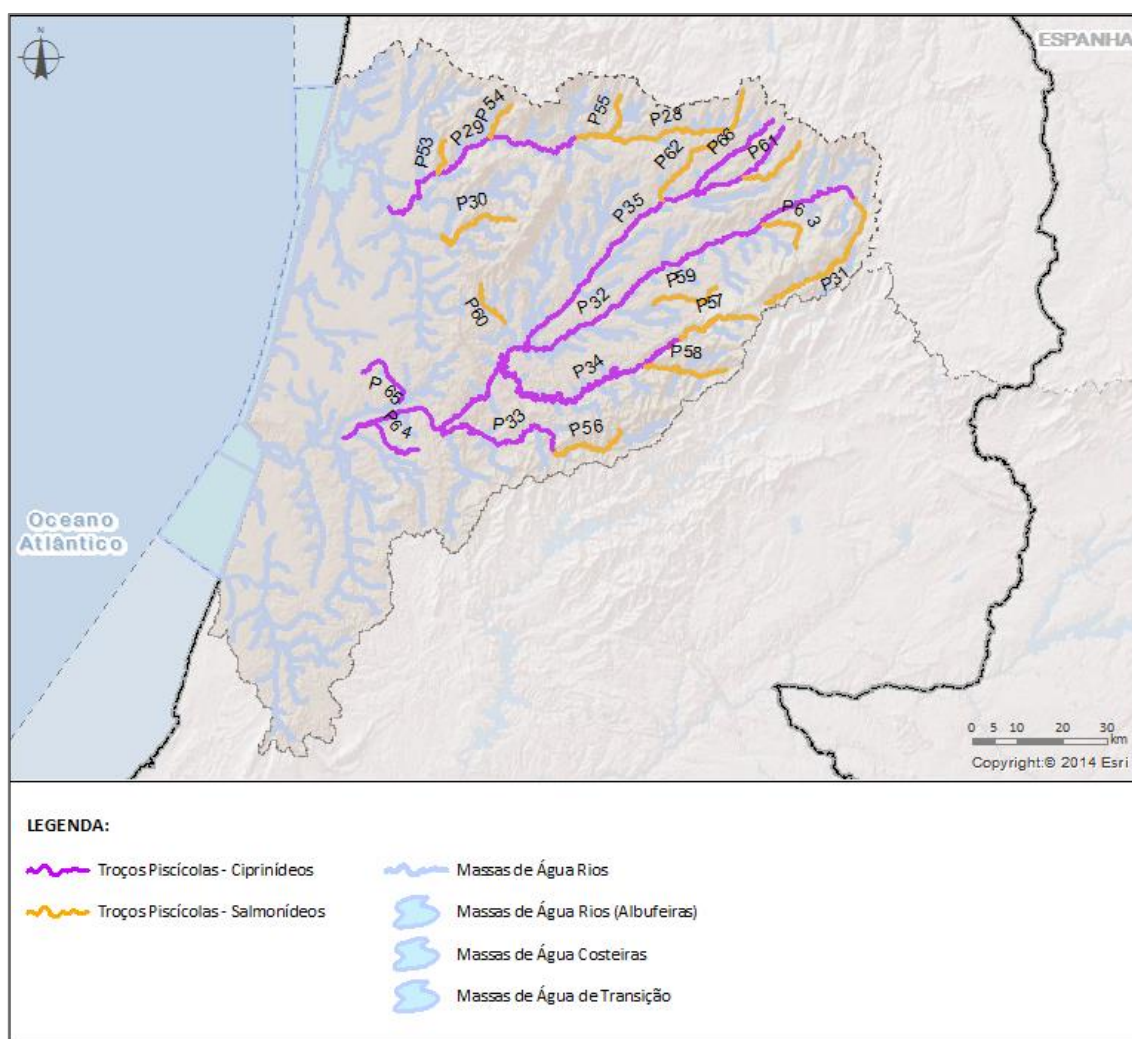 N
ESPANHA
P54
P55
P28
P29
P53
P66
P62
P61
P30
P35
P6 3
P31
P59
P32
P57
P60
P34
P58
P 65
P6 4
P33
P56
Oceano
Atlântico
0 5 10 20 30
km
Copyright:© 2014 Esri
LEGENDA:
Troços Piscícolas - Ciprinídeos
Massas de Água Rios
Troços Piscícolas - Salmonídeos
Massas de Água Rios (Albufeiras)
Massas de Água Costeiras
Massas de Água de Transição